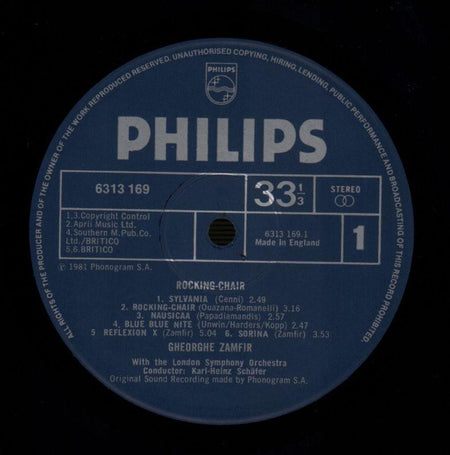 ALL RIGHTS OF THE PRODUCER AND OF THE OWNER OF THE WORK REPRODUCED RESERVED. UNAUTHORISED COPYING, HIRING, LENDING, PUBLIC PERFORMANCE AND BROADCASTING OF THIS RECORD PROHIBITED.
PHILIPS
PHILIPS
6313 169
33 1/3
STEREO
1,3.Copyright Control
2.April Music Ltd.
4.Southern M.Pub.Co.
Ltd./BRITICO
5.6.BRITICO
6313 169.1
Made in England
1
℗ 1981 Phonogram S.A.
ROCKING-CHAIR
1. SYLVANIA (Cenni) 2.49
2. ROCKING-CHAIR (Ouazana-Romanelli) 3.16
3. NAUSICAA (Papadiamandis) 2.57
4. BLUE BLUE NITE (Unwin/Harders/Kopp) 2.47
5 REFLEXION X (Zamfir) 5.04 6. SORINA (Zamfir) 3.53
GHEORGHE ZAMFIR
With the London Symphony Orchestra
Conductor: Karl-Heinz Schäfer
Original Sound Recording made by Phonogram S.A.